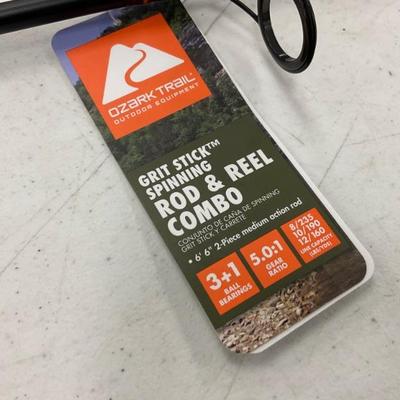 OZARK TRAIL
OUTDOOR EQUIPMENT
GRIT STICK™
SPINNING
ROD & REEL
COMBO
CONJUNTO DE CAÑA DE SPINNING
GRIT STICK Y CARRETE
• 6' 6" 2-Piece medium action rod
3+1
BALL
BEARINGS
5.0:1
GEAR
RATIO
8/235
10/190
12/160
LINE CAPACITY
(LBS/YDS)